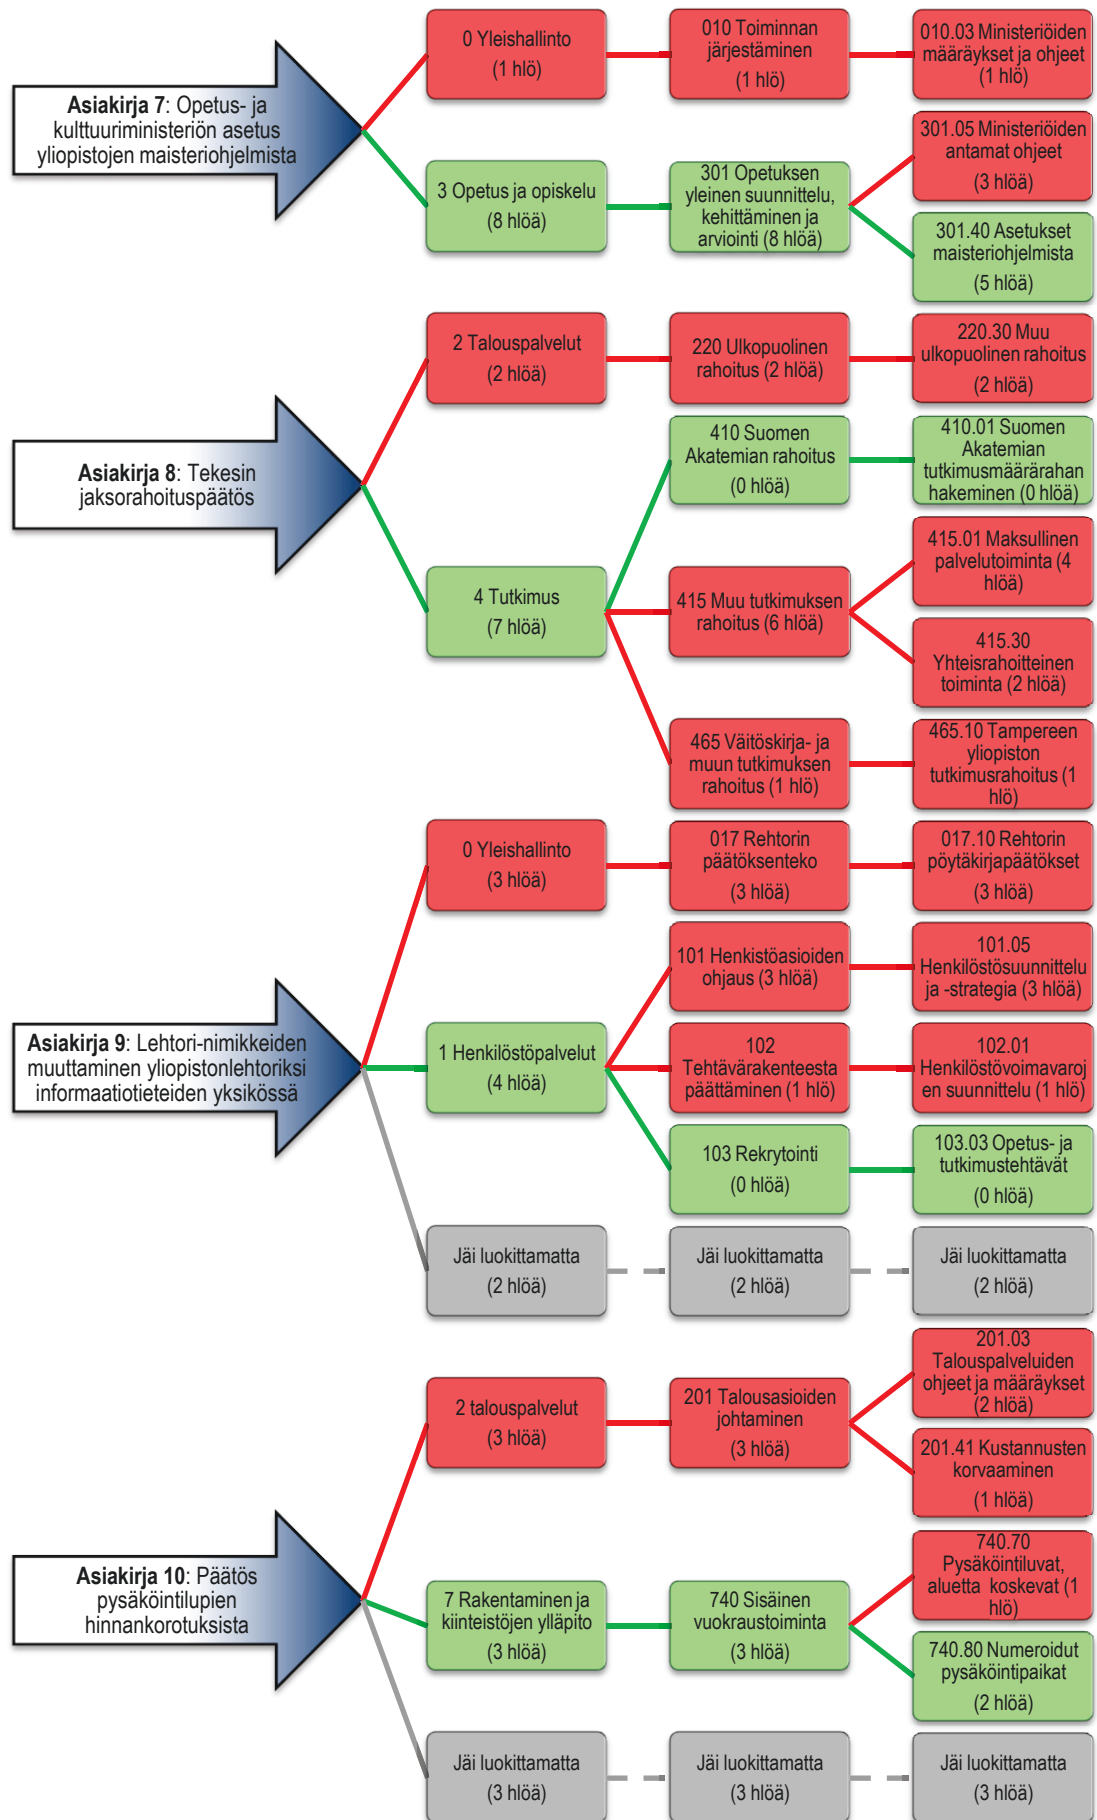 Asiakirja 7: Opetus- ja
kulttuuriministeriön asetus
yliopistojen maisteriohjelmista
0 Yleishallinto
(1 hlö)
010 Toiminnan
järjestäminen
(1 hlö)
010.03 Ministeriöiden
määräykset ja ohjeet
(1 hlö)
3 Opetus ja opiskelu
(8 hlöä)
301 Opetuksen
yleinen suunnittelu,
kehittäminen ja
arviointi (8 hlöä)
301.05 Ministeriöiden
antamat ohjeet
(3 hlöä)
301.40 Asetukset
maisteriohjelmista
(5 hlöä)
Asiakirja 8: Tekesin
jaksorahoituspäätös
2 Talouspalvelut
(2 hlöä)
220 Ulkopuolinen
rahoitus (2 hlöä)
220.30 Muu
ulkopuolinen rahoitus
(2 hlöä)
4 Tutkimus
(7 hlöä)
410 Suomen
Akatemian rahoitus
(0 hlöä)
410.01 Suomen
Akatemian
tutkimusmäärärahan
hakeminen (0 hlöä)
415 Muu tutkimuksen
rahoitus (6 hlöä)
415.01 Maksullinen
palvelutoiminta (4
hlöä)
415.30
Yhteisrahoitteinen
toiminta (2 hlöä)
465 Väitöskirja- ja
muun tutkimuksen
rahoitus (1 hlö)
465.10 Tampereen
yliopiston
tutkimusrahoitus (1
hlö)
Asiakirja 9: Lehtori-nimikkeiden
muuttaminen yliopistonlehtoriksi
informaatiotieteiden yksikössä
0 Yleishallinto
(3 hlöä)
017 Rehtorin
päätöksenteko
(3 hlöä)
017.10 Rehtorin
pöytäkirjapäätökset
(3 hlöä)
1 Henkilöstöpalvelut
(4 hlöä)
101 Henkistöasioiden
ohjaus (3 hlöä)
101.05
Henkilöstösuunnittelu
ja -strategia (3 hlöä)
102
Tehtävärakenteesta
päättäminen (1 hlö)
102.01
Henkilöstövoimavaroj
en suunnittelu (1 hlö)
103 Rekrytointi
(0 hlöä)
103.03 Opetus- ja
tutkimustehtävät
(0 hlöä)
Jäi luokittamatta
(2 hlöä)
Jäi luokittamatta
(2 hlöä)
Jäi luokittamatta
(2 hlöä)
Asiakirja 10: Päätös
pysäköintilupien
hinnankorotuksista
2 talouspalvelut
(3 hlöä)
201 Talousasioiden
johtaminen
(3 hlöä)
201.03
Talouspalveluiden
ohjeet ja määräykset
(2 hlöä)
201.41 Kustannusten
korvaaminen
(1 hlöä)
7 Rakentaminen ja
kiinteistöjen ylläpito
(3 hlöä)
740 Sisäinen
vuokraustoiminta
(3 hlöä)
740.70
Pysäköintiluvat,
aluetta koskevat (1
hlö)
740.80 Numeroidut
pysäköintipaikat
(2 hlöä)
Jäi luokittamatta
(3 hlöä)
Jäi luokittamatta
(3 hlöä)
Jäi luokittamatta
(3 hlöä)